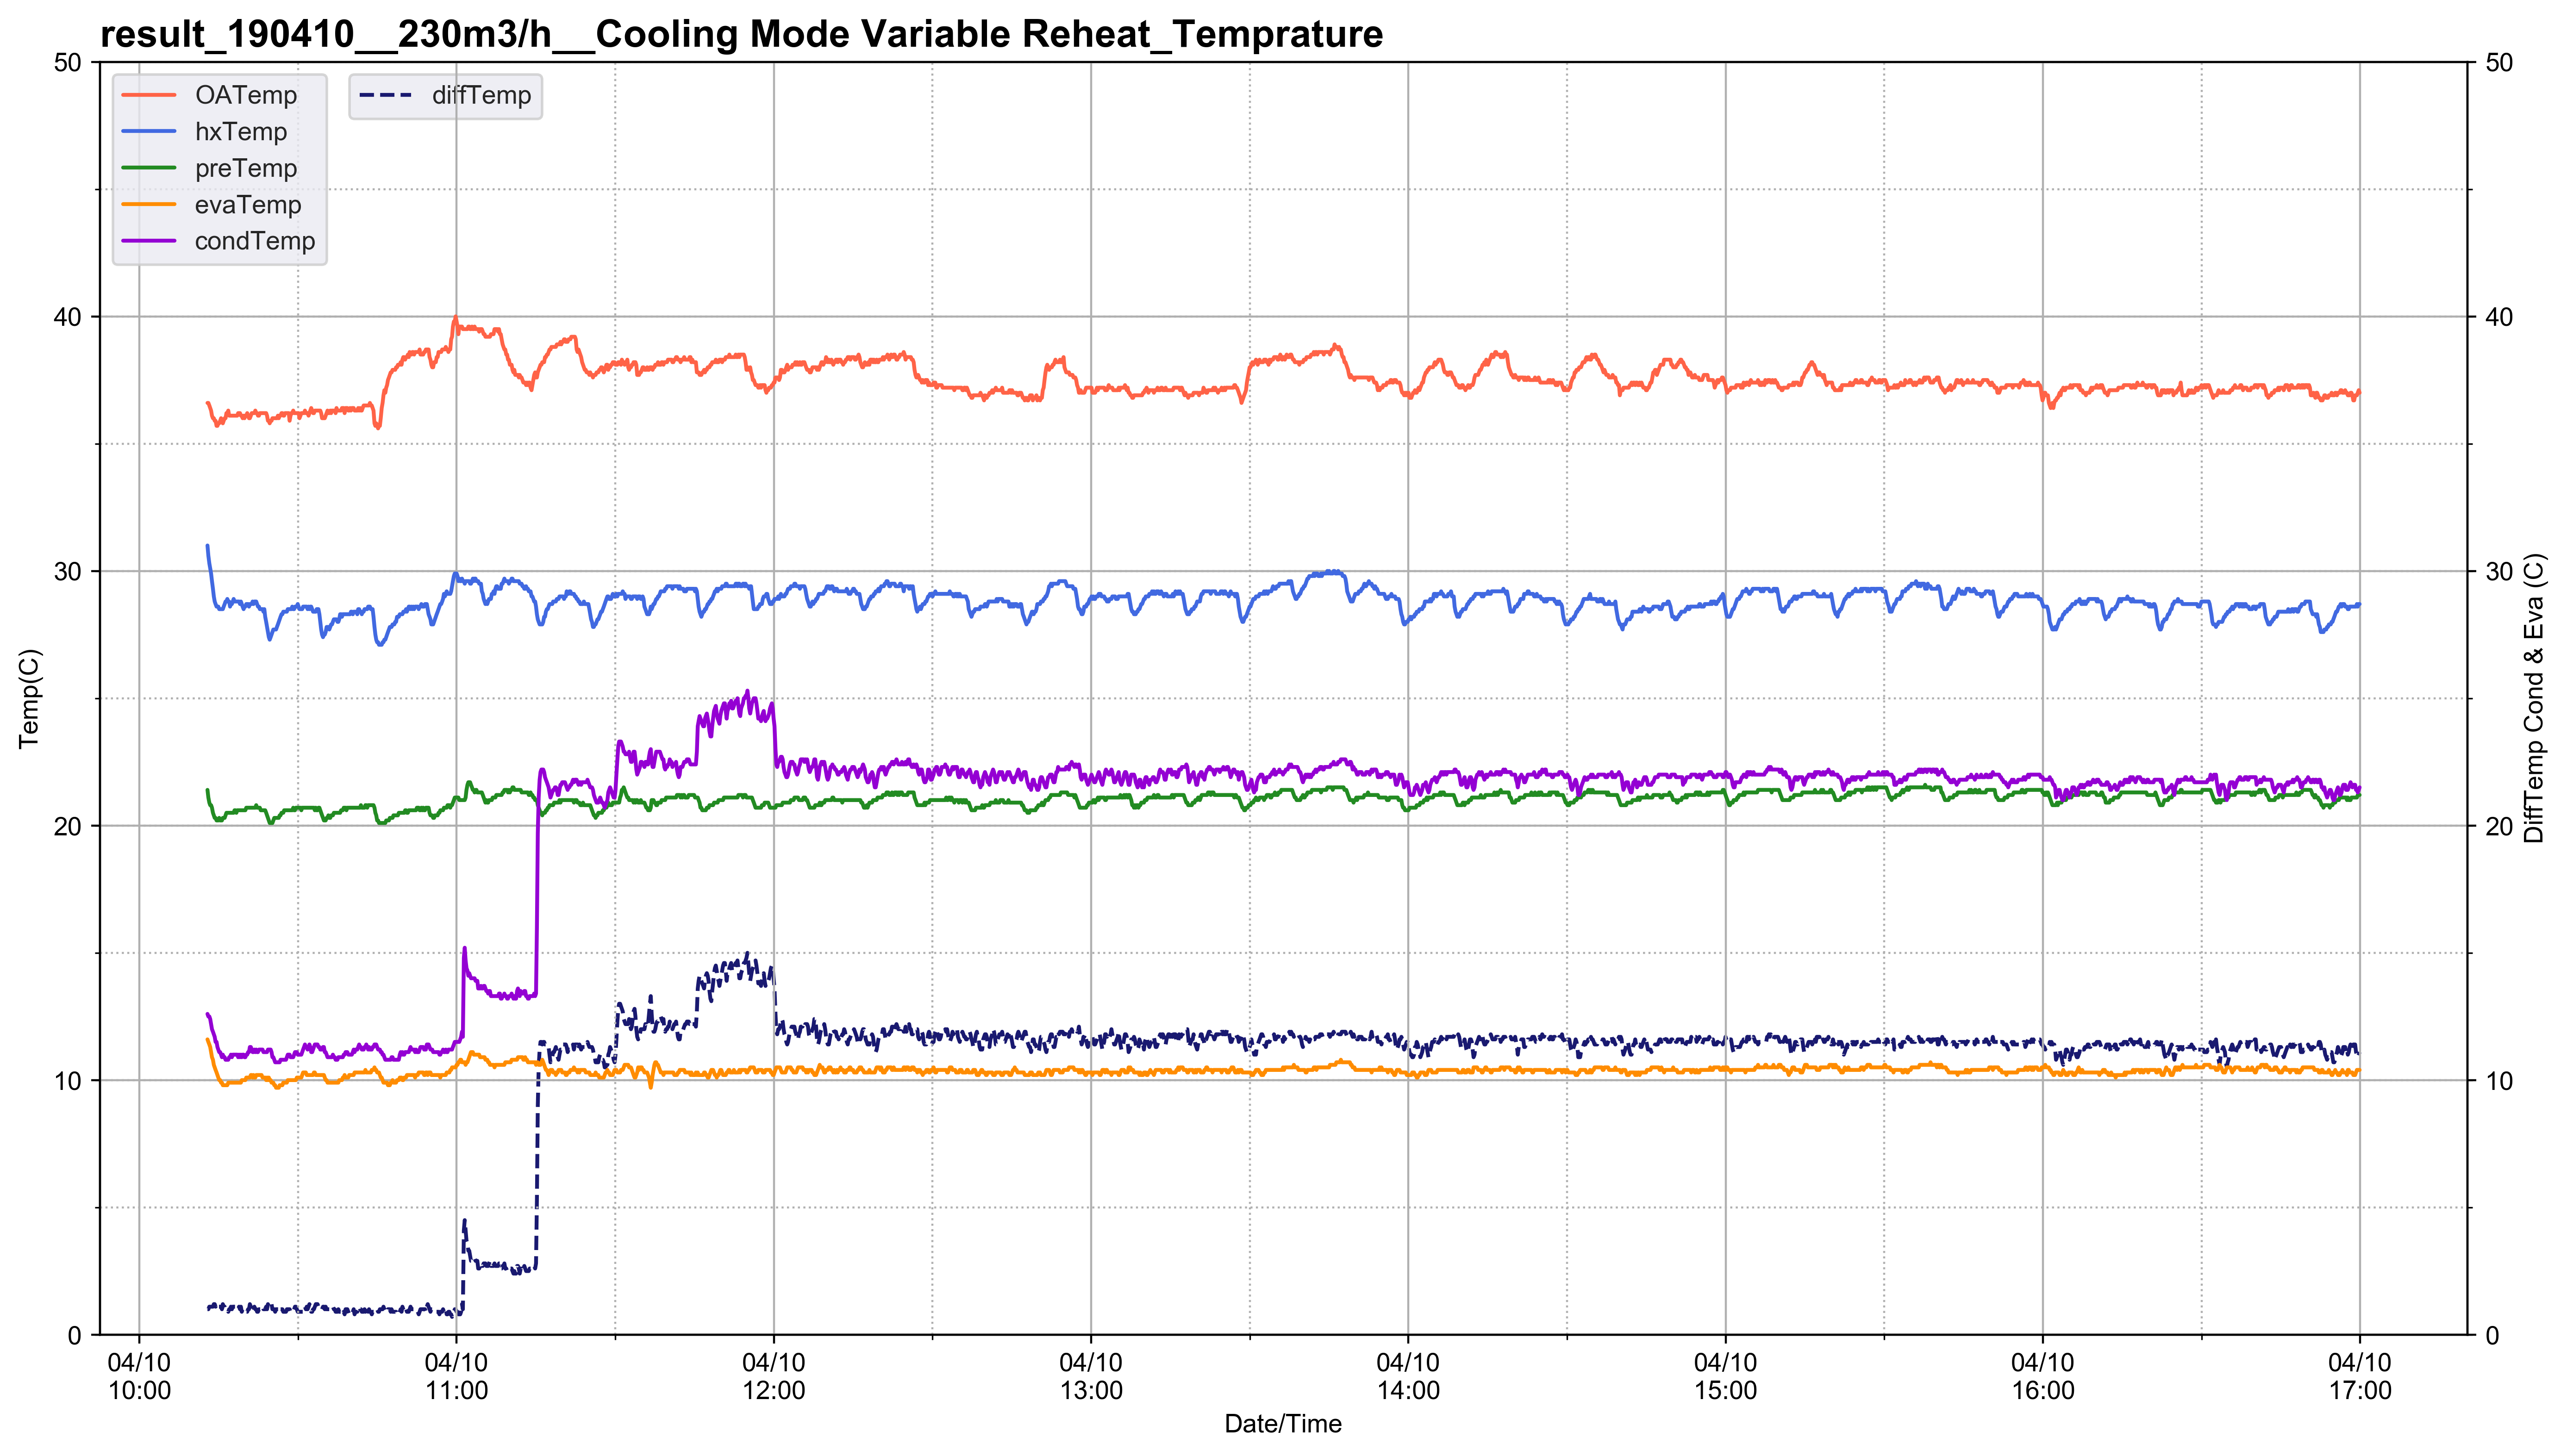 result_190410__230m3/h__Cooling Mode Variable Reheat_Temprature
50
40
30
20
10
0
Temp(C)
OATemp
hxTemp
preTemp
evaTemp
condTemp
diffTemp
50
40
30
20
10
0
DiffTemp Cond & Eva (C)
04/10
10:00
04/10
11:00
04/10
12:00
04/10
13:00
04/10
14:00
04/10
15:00
04/10
16:00
04/10
17:00
Date/Time